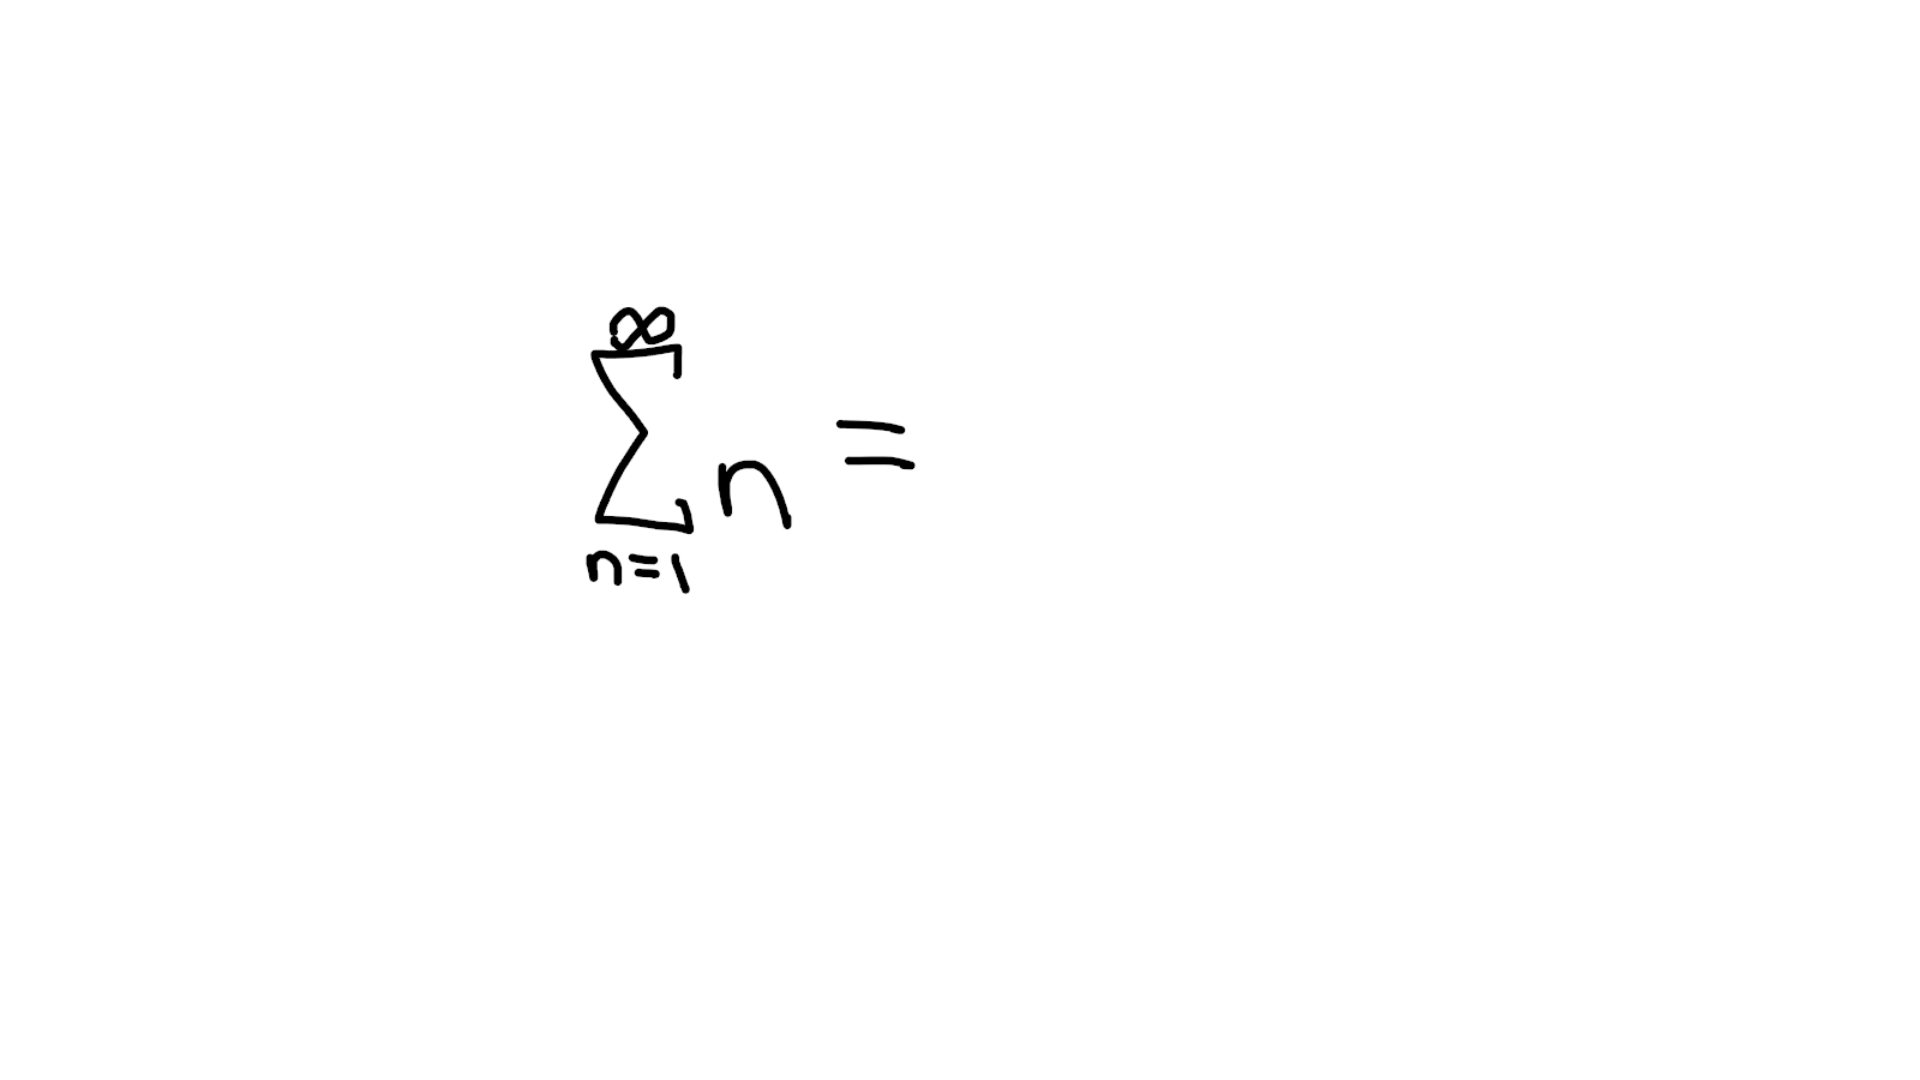 ∞
∑ n =
n=1